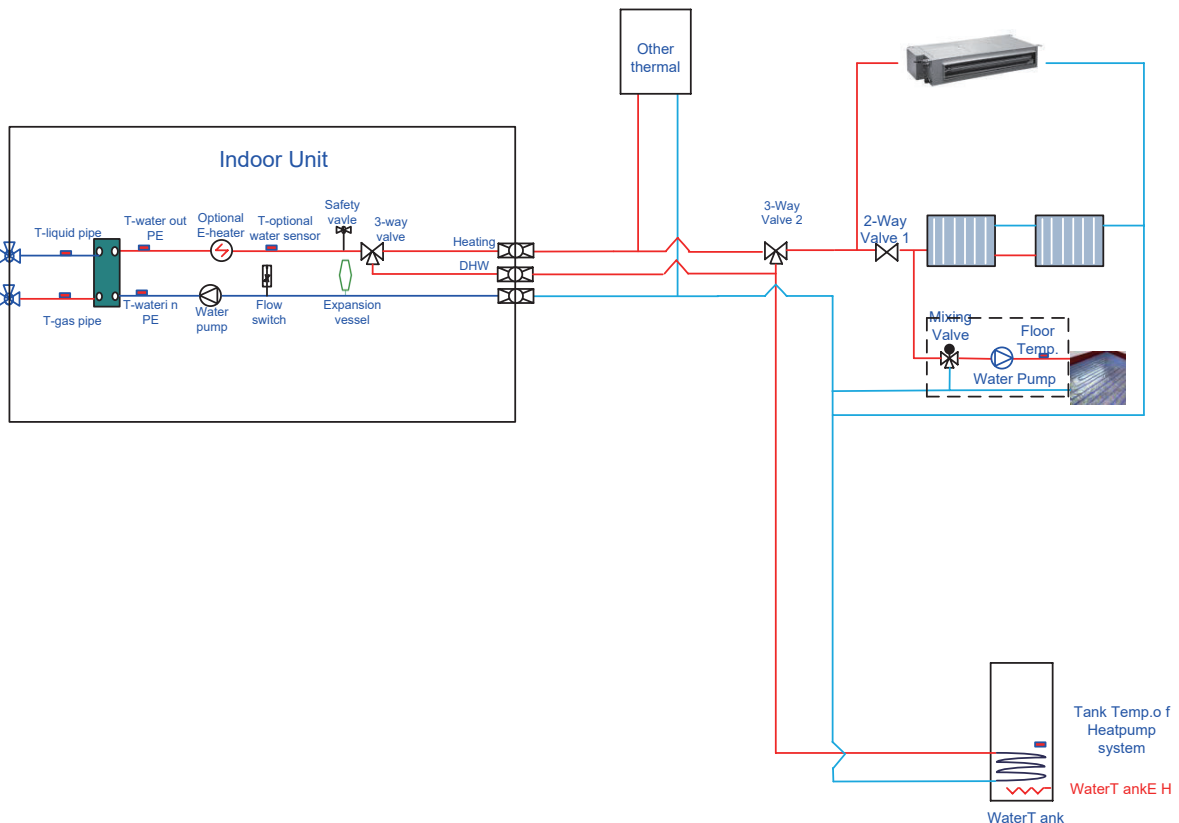 Other
thermal
Indoor Unit
T-liquid pipe
T-water out
PE
Optional
E-heater
T-optional
water sensor
Safety
vavle
3-way
valve
Heating
DHW
T-gas pipe
T-wateri n
PE
Water
pump
Flow
switch
Expansion
vessel
3-Way
Valve 2
2-Way
Valve 1
Mixing
Valve
Floor
Temp.
Water Pump
Tank Temp.o f
Heatpump
system
WaterT ankE H
WaterT ank